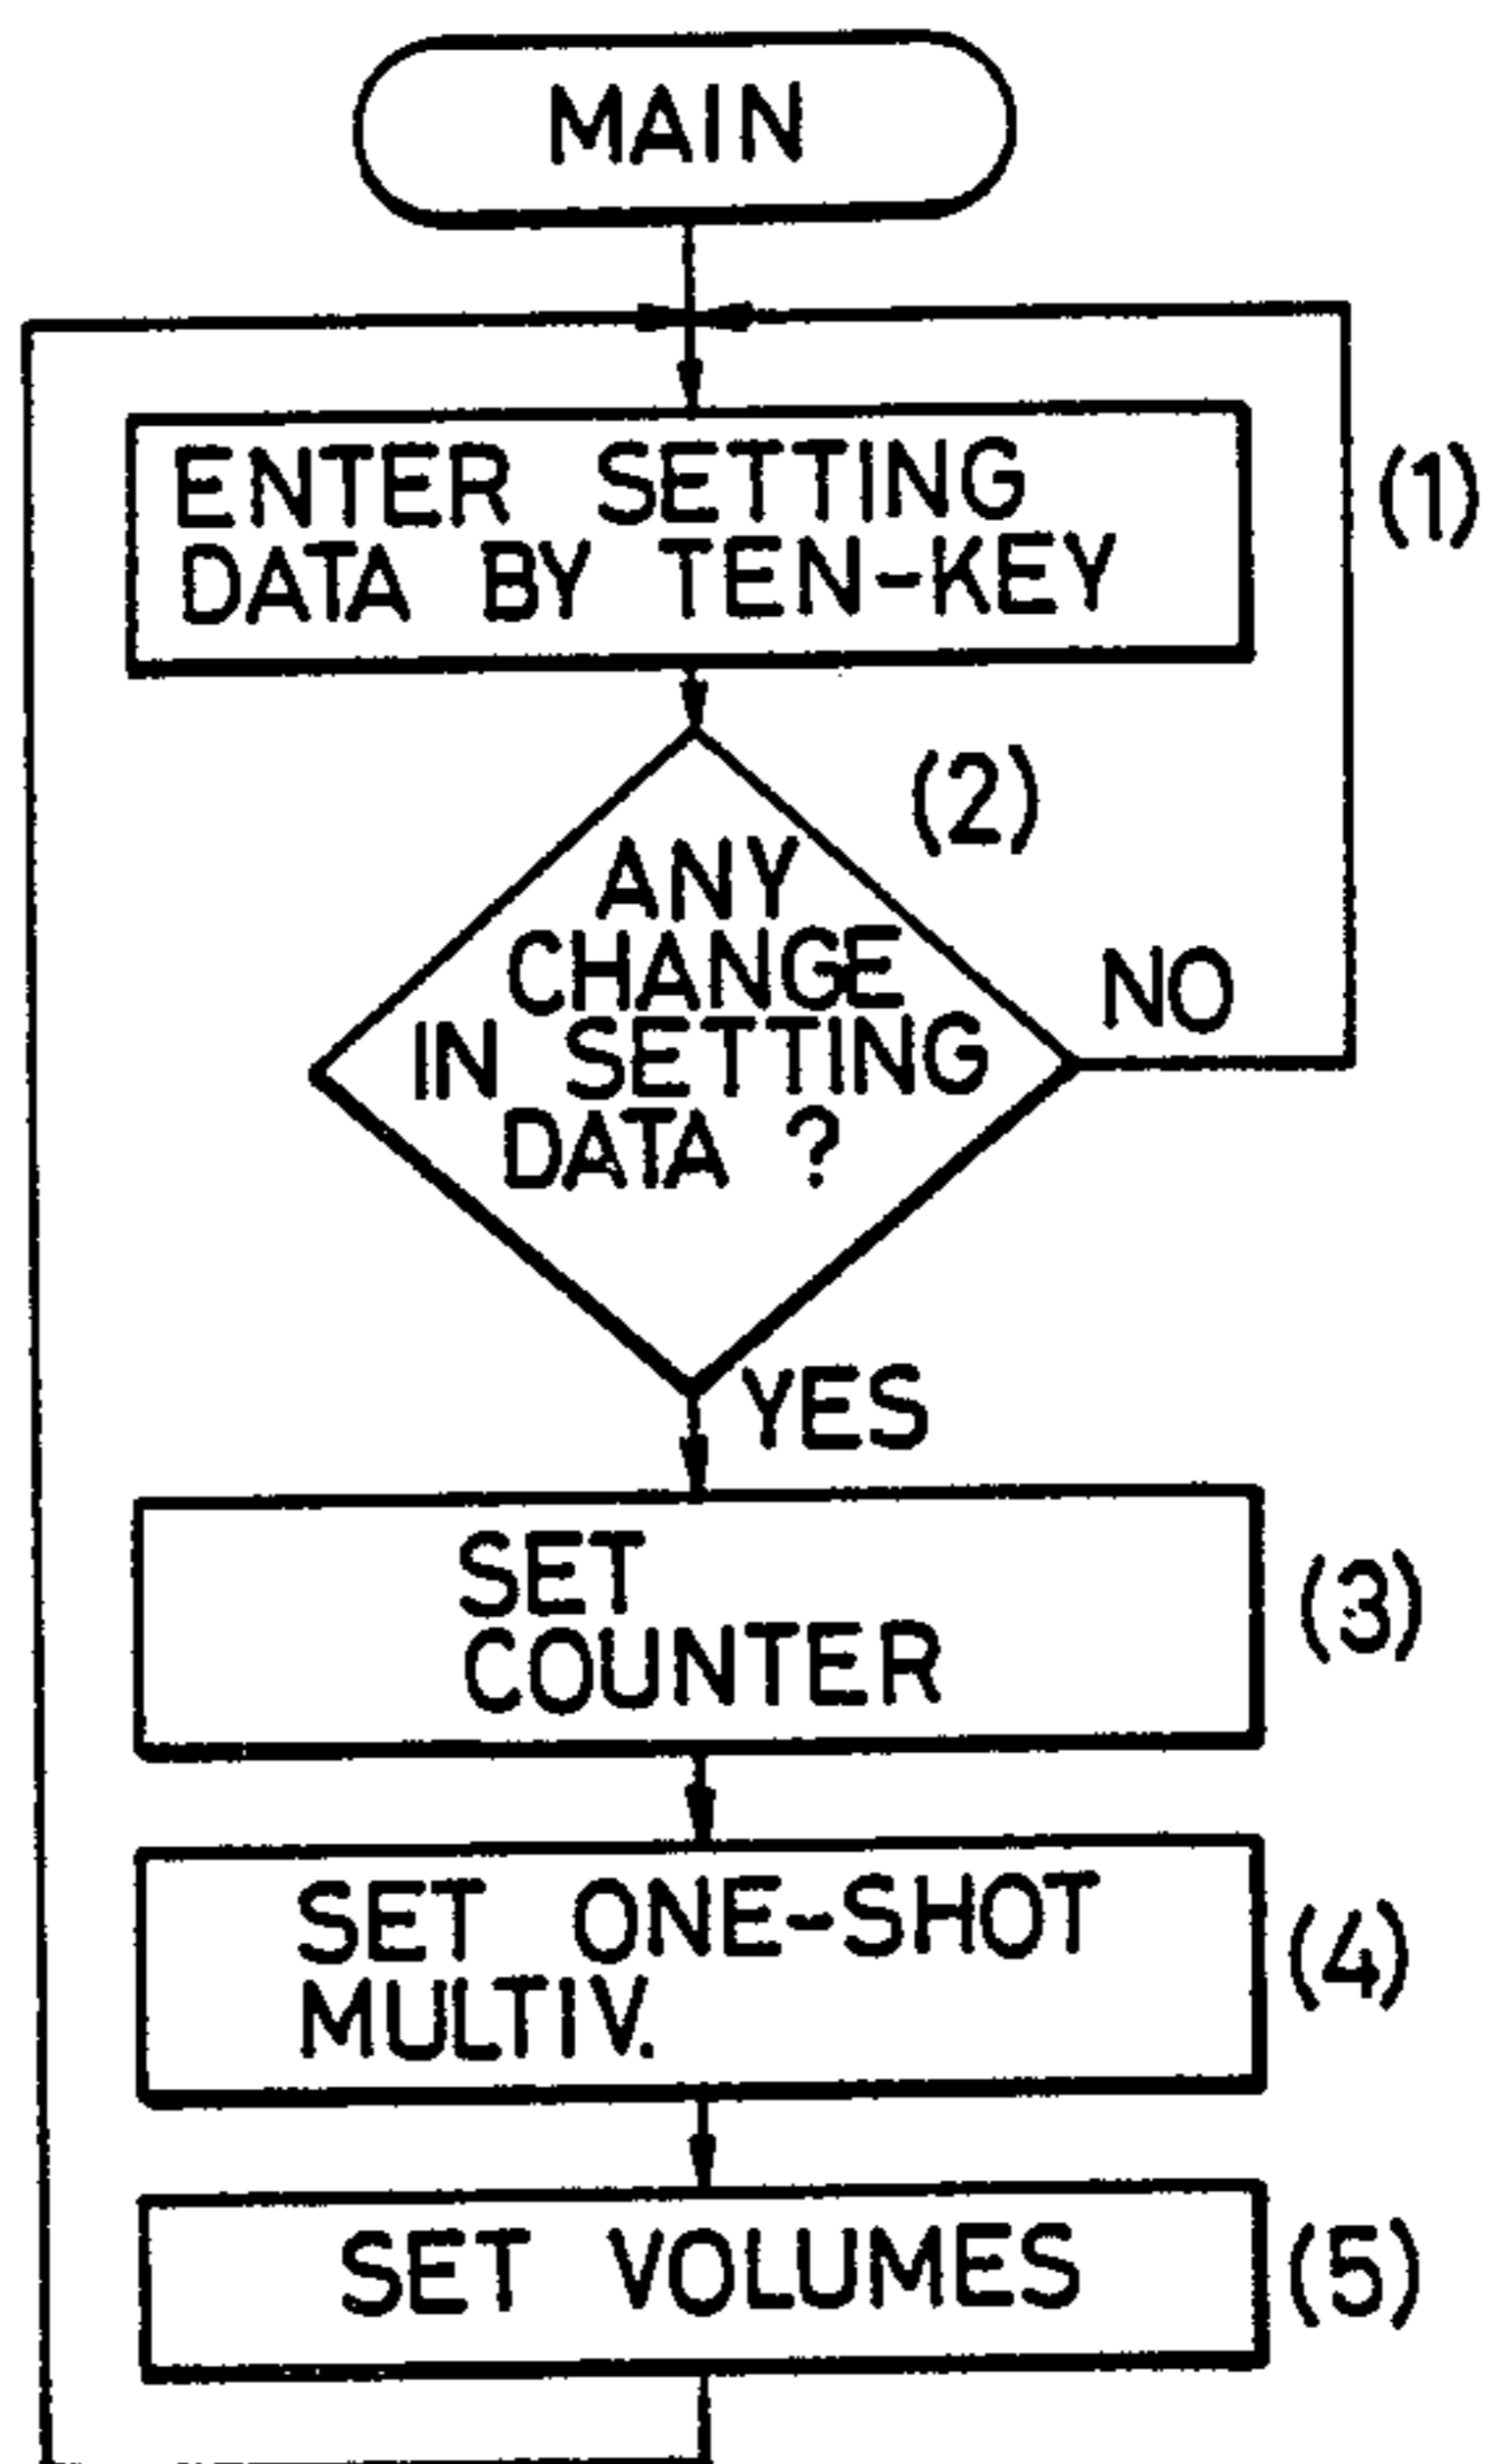 MAIN
ENTER SETTING
DATA BY TEN-KEY
(1)
(2)
ANY
CHANGE
IN SETTING
DATA ?
NO
YES
SET
COUNTER
(3)
SET ONE-SHOT
MULTIV.
(4)
SET VOLUMES
(5)